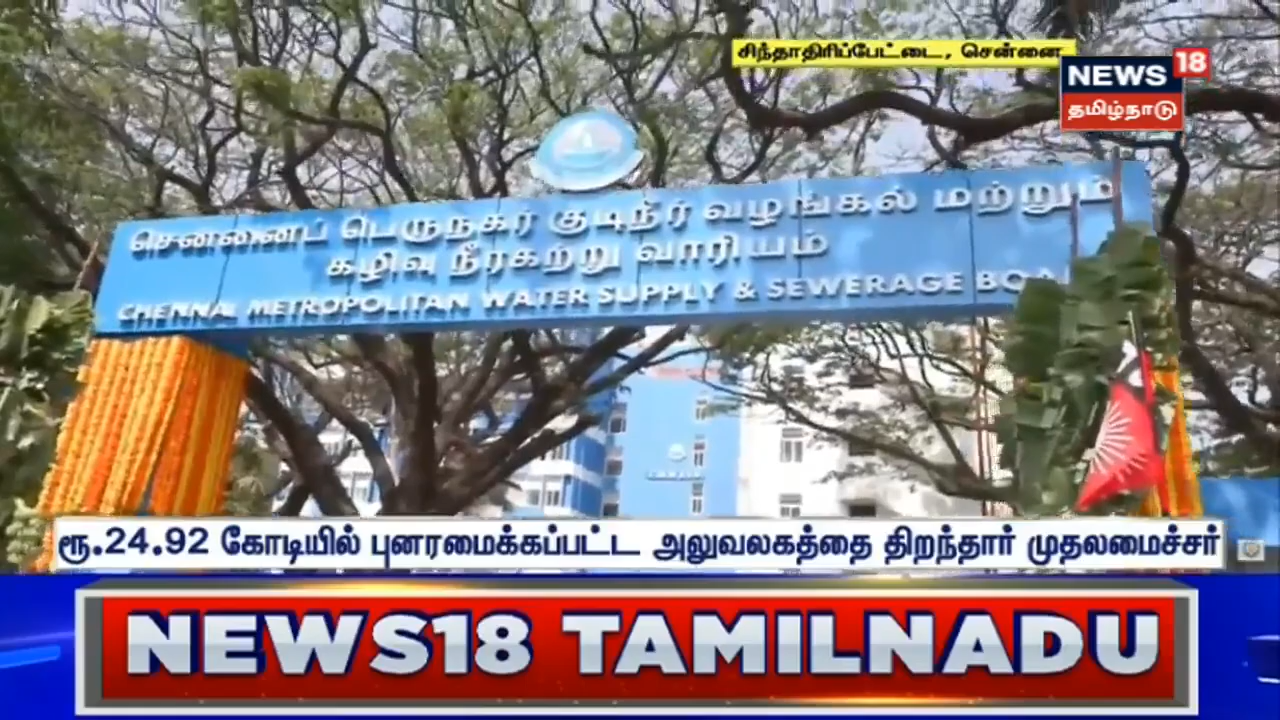 சிந்தாதிரிப்பேட்டை, சென்னை
NEWS 18
தமிழ்நாடு
சென்னைப் பெருநகர் குடிநீர் வழங்கல் மற்றும்
கழிவு நீரகற்று வாரியம்
CHENNAI METROPOLITAN WATER SUPPLY & SEWERAGE
ரூ.24.92 கோடியில் புனரமைக்கப்பட்ட அலுவலகத்தை திறந்தார் முதலமைச்சர்
NEWS18 TAMILNADU